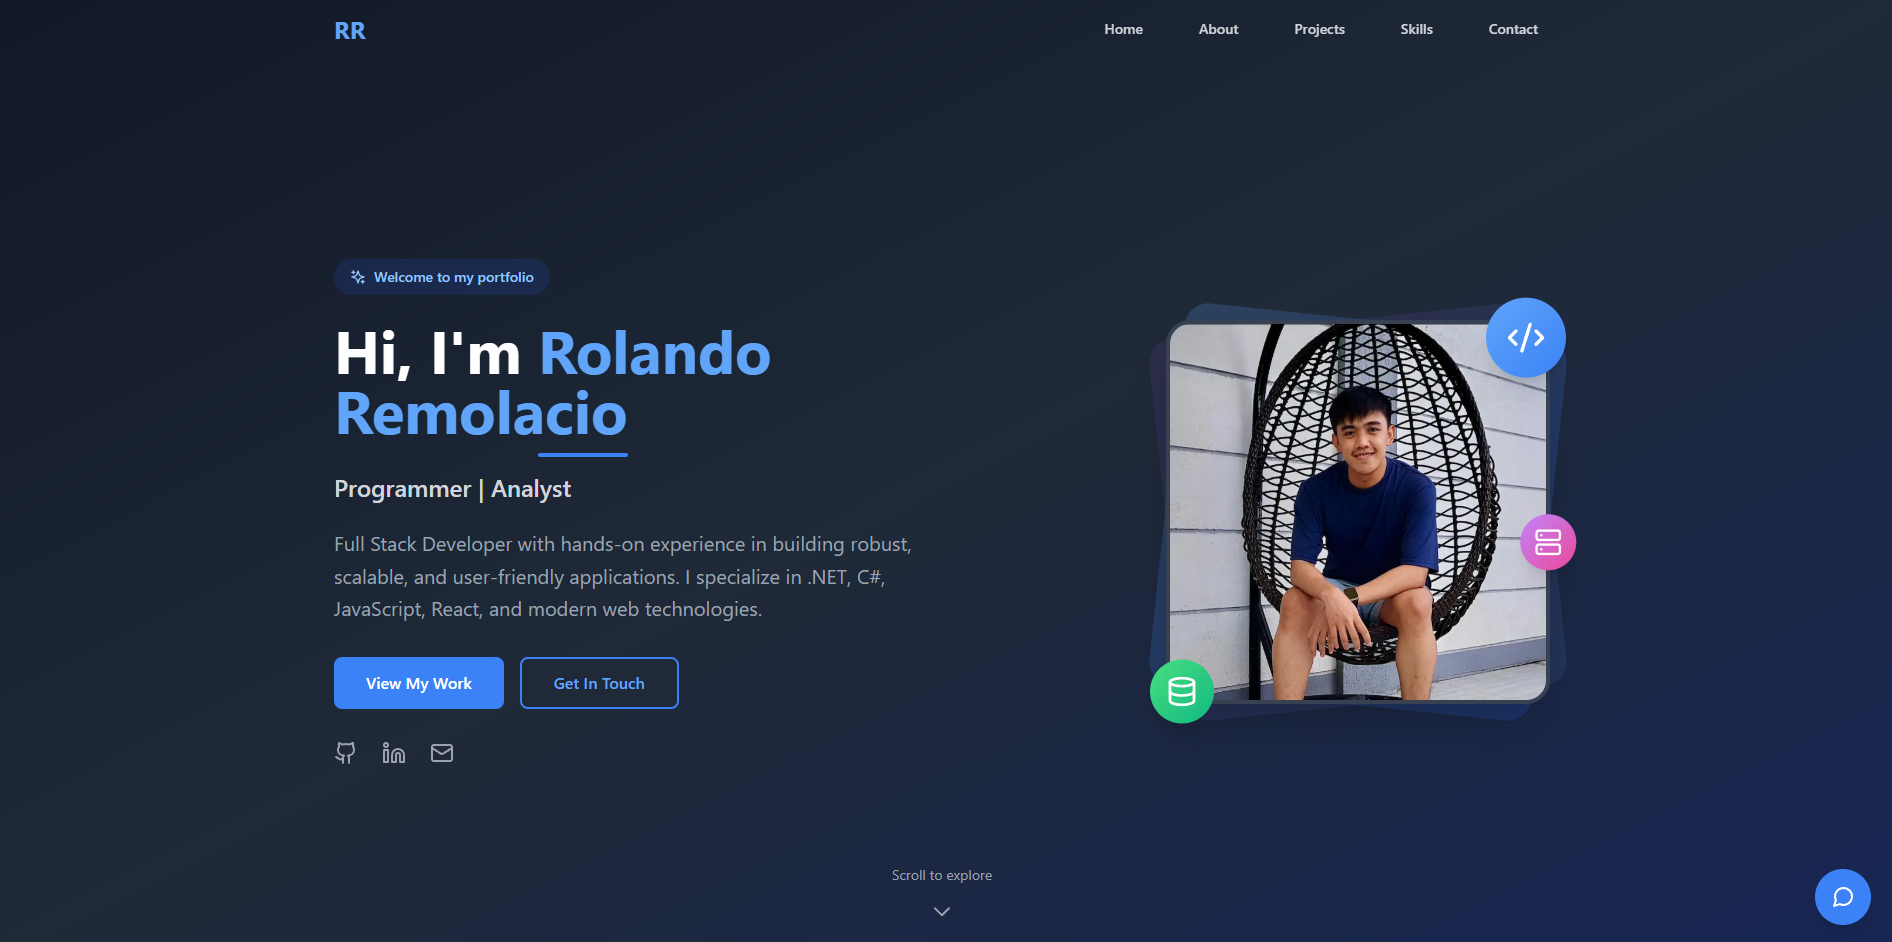 RR
Home
About
Projects
Skills
Contact
Welcome to my portfolio
Hi, I'm Rolando
Remolacio
Programmer | Analyst
Full Stack Developer with hands-on experience in building robust,
scalable, and user-friendly applications. I specialize in .NET, C#,
JavaScript, React, and modern web technologies.
View My Work
Get In Touch
Scroll to explore